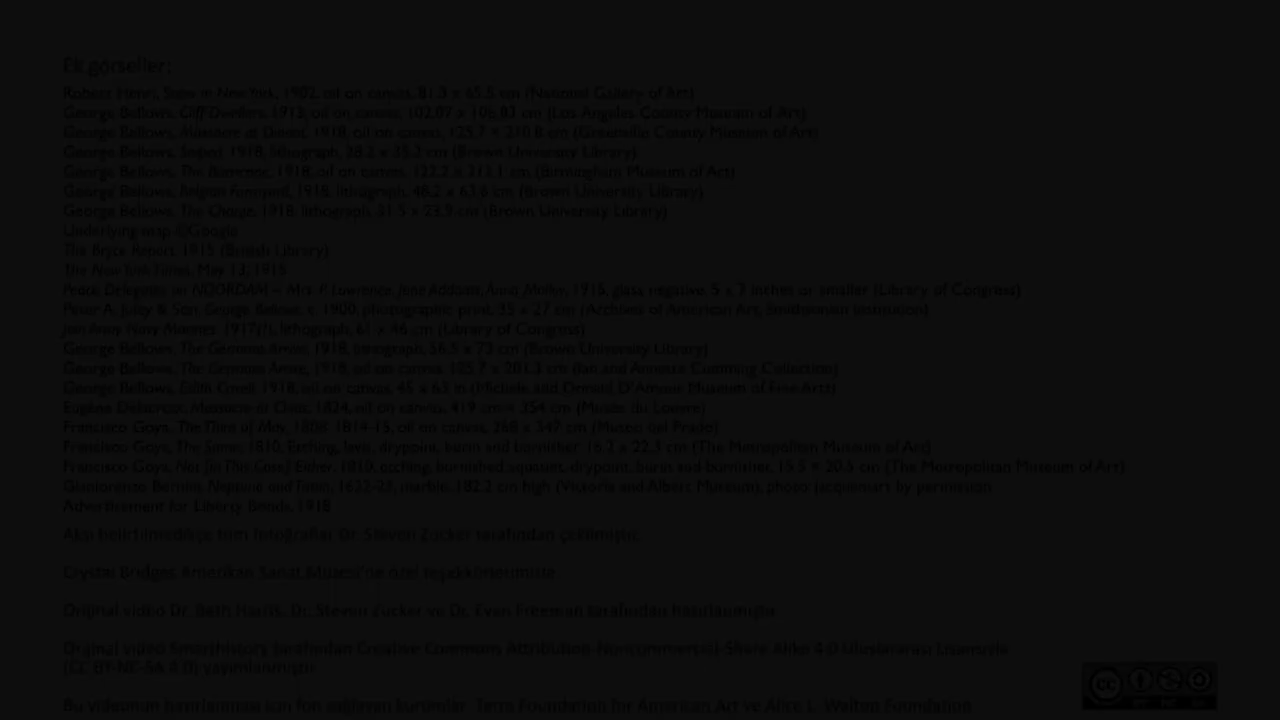 Ek görseller:
Robert Henri, Snow in New York, 1902, oil on canvas, 81.3 x 65.5 cm (National Gallery of Art)
George Bellows, Cliff Dwellers, 1913, oil on canvas, 102.07 x 106.83 cm (Los Angeles County Museum of Art)
George Bellows, Massacre at Dinant, 1918, oil on canvas, 125.7 x 210.8 cm (Greenville County Museum of Art)
George Bellows, 1918, lithograph, cm (Brown University Library)
George Bellows, The Barricade, 1918, oil on canvas, 122.2 x 212.1 cm (Birmingham Museum of Art)
George Bellows, Belgian Farmyard, 1918, lithograph, 46.2 x 63.6 cm (Brown University Library)
George Bellows, The Charge, 1918, lithograph, 31.5 x 23.9 cm (Brown University Library)
Underlying map ©Google
The Bryce Report, 1915 (British Library)
The New York Times, May 13, 1915
Peace Delegates on NOORDAM – Mrs. P. Lawrence, Jane Addams, Anna Molloy, 1915, glass negative, 5 x 7 inches or smaller (Library of Congress)
Peter A. Juley & Son, George Bellows, c. 1900, photographic print, 35 x 27 cm (Archives of American Art, Smithsonian Institution)
Join Army Navy Marines, 1917(?), lithograph, 61 x 46 cm (Library of Congress)
George Bellows, The Germans Arrive, 1918, lithograph, 56.5 x 73 cm (Brown University Library)
George Bellows, The Germans Arrive, 1918, oil on canvas, 125.7 x 201.3 cm (Ian and Annette Cumming Collection)
George Bellows, Edith Cavell, 1918, oil on canvas, 45 x 63 in (Michele and Donald D'Amour Museum of Fine Arts)
Eugène Delacroix, Massacre at Chios, 1824, oil on canvas, 419 cm × 354 cm (Musée du Louvre)
Francisco Goya, The Third of May, 1808, 1814-15, oil on canvas, 268 x 347 cm (Museo del Prado)
Francisco Goya, The Same, 1810, Etching, lavis, drypoint, burin and burnisher, 16.2 x 22.3 cm (The Metropolitan Museum of Art)
Francisco Goya, Not [in This Case] Either, 1810, etching, burnished aquatint, drypoint, burin and burnisher, 15.5 × 20.5 cm (The Metropolitan Museum of Art)
Gianlorenzo Bernini, Neptune and Triton, 1622-23, marble, 182.2 cm high (Victoria and Albert Museum), photo: Jacquemart by permission
Advertisement for Liberty Bonds, 1918
Aksi belirtilmedikçe tüm fotoğraflar Dr. Steven Zucker tarafından çekilmiştir.
Crystal Bridges Amerikan Sanat Müzesi'ne özel teşekkürlerimizle
Orijinal video Dr. Beth Harris, Dr. Steven Zucker ve Dr. Evan Freeman tarafından hazırlanmıştır.
Orijinal video Smarthistory tarafından Creative Commons Attribution-Noncommercial-Share Alike 4.0 Uluslararası Lisansıyla
(CC BY-NC-SA 4.0) yayımlanmıştır.
Bu videonun hazırlanması için fon sağlayan kurumlar: Terra Foundation for American Art ve Alice L. Walton Foundation